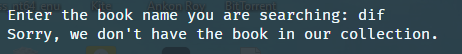 Enter the book name you are searching: dif
Sorry, we don't have the book in our collection.